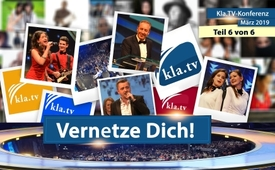 Kla.TV-Konferenz
März 2019
Teil 6 von 6
kla.tv
kla.tv
kla.tv
Vernetze Dich!